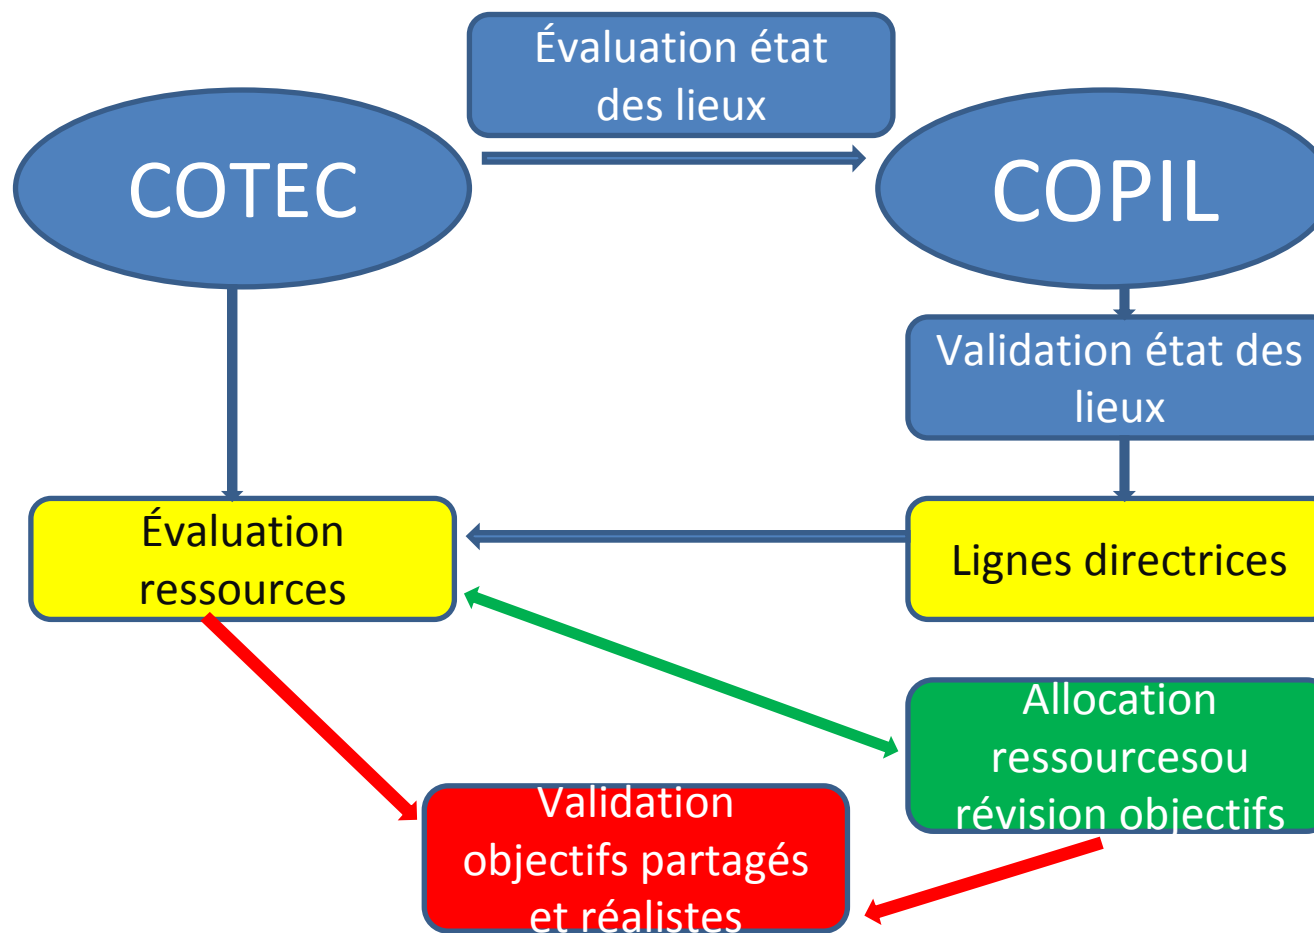 Évaluation état
des lieux
COTEC
COPIL
Validation état des
lieux
Évaluation
ressources
Lignes directrices
Allocation
ressourcesou
révision objectifs
Validation
objectifs partagés
et réalistes